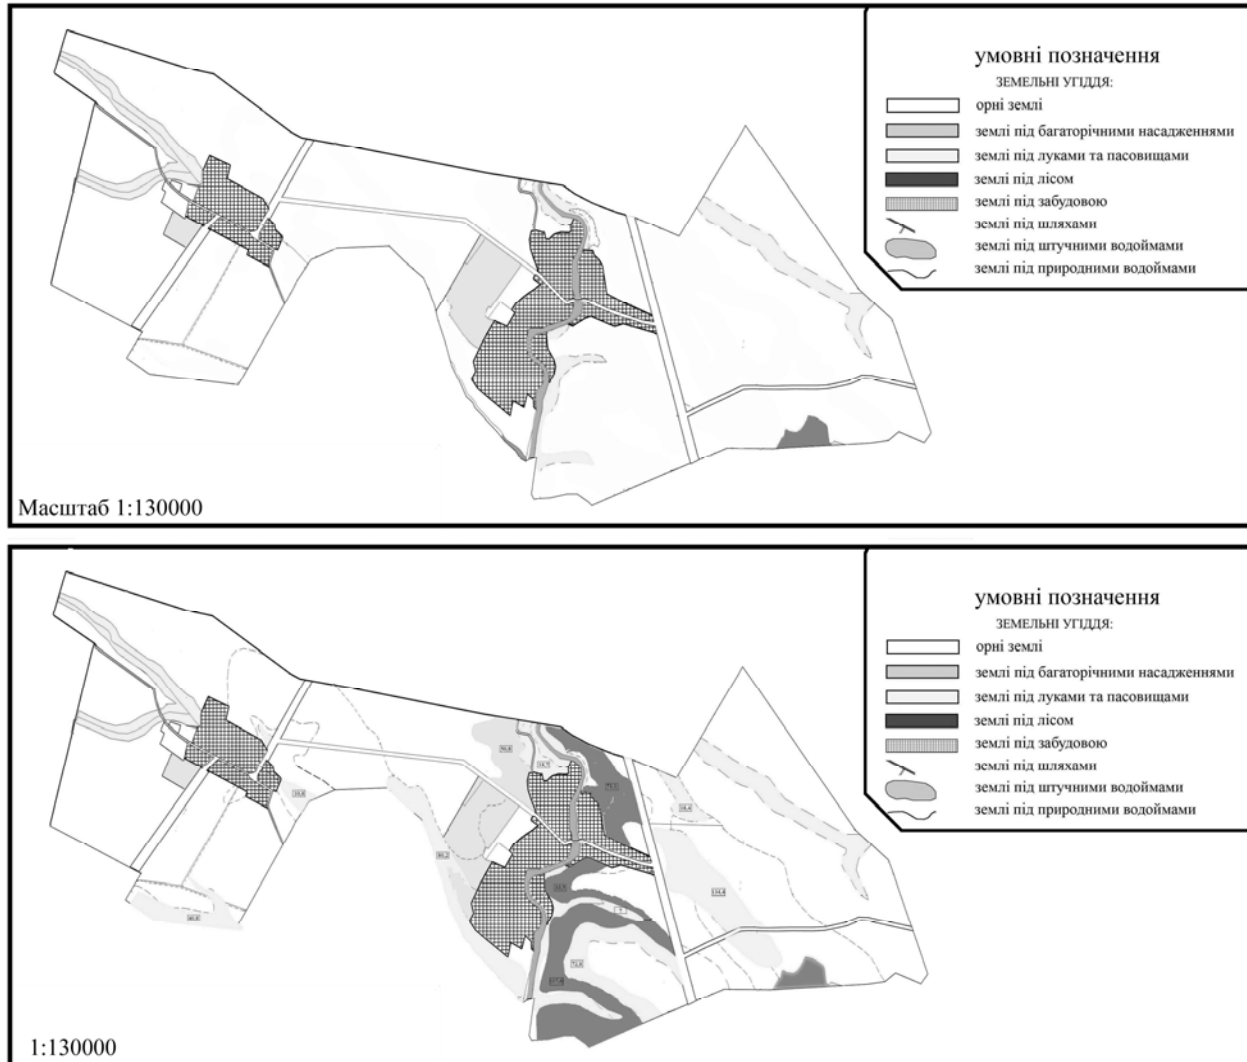 умовні позначення
ЗЕМЕЛЬНІ УГІДДЯ:
орні землі
землі під багаторічними насадженнями
землі під луками та пасовищами
землі під лісом
землі під забудовою
землі під шляхами
землі під штучними водоймами
землі під природними водоймами
Масштаб 1:130000
умовні позначення
ЗЕМЕЛЬНІ УГІДДЯ:
орні землі
землі під багаторічними насадженнями
землі під луками та пасовищами
землі під лісом
землі під забудовою
землі під шляхами
землі під штучними водоймами
землі під природними водоймами
1:130000